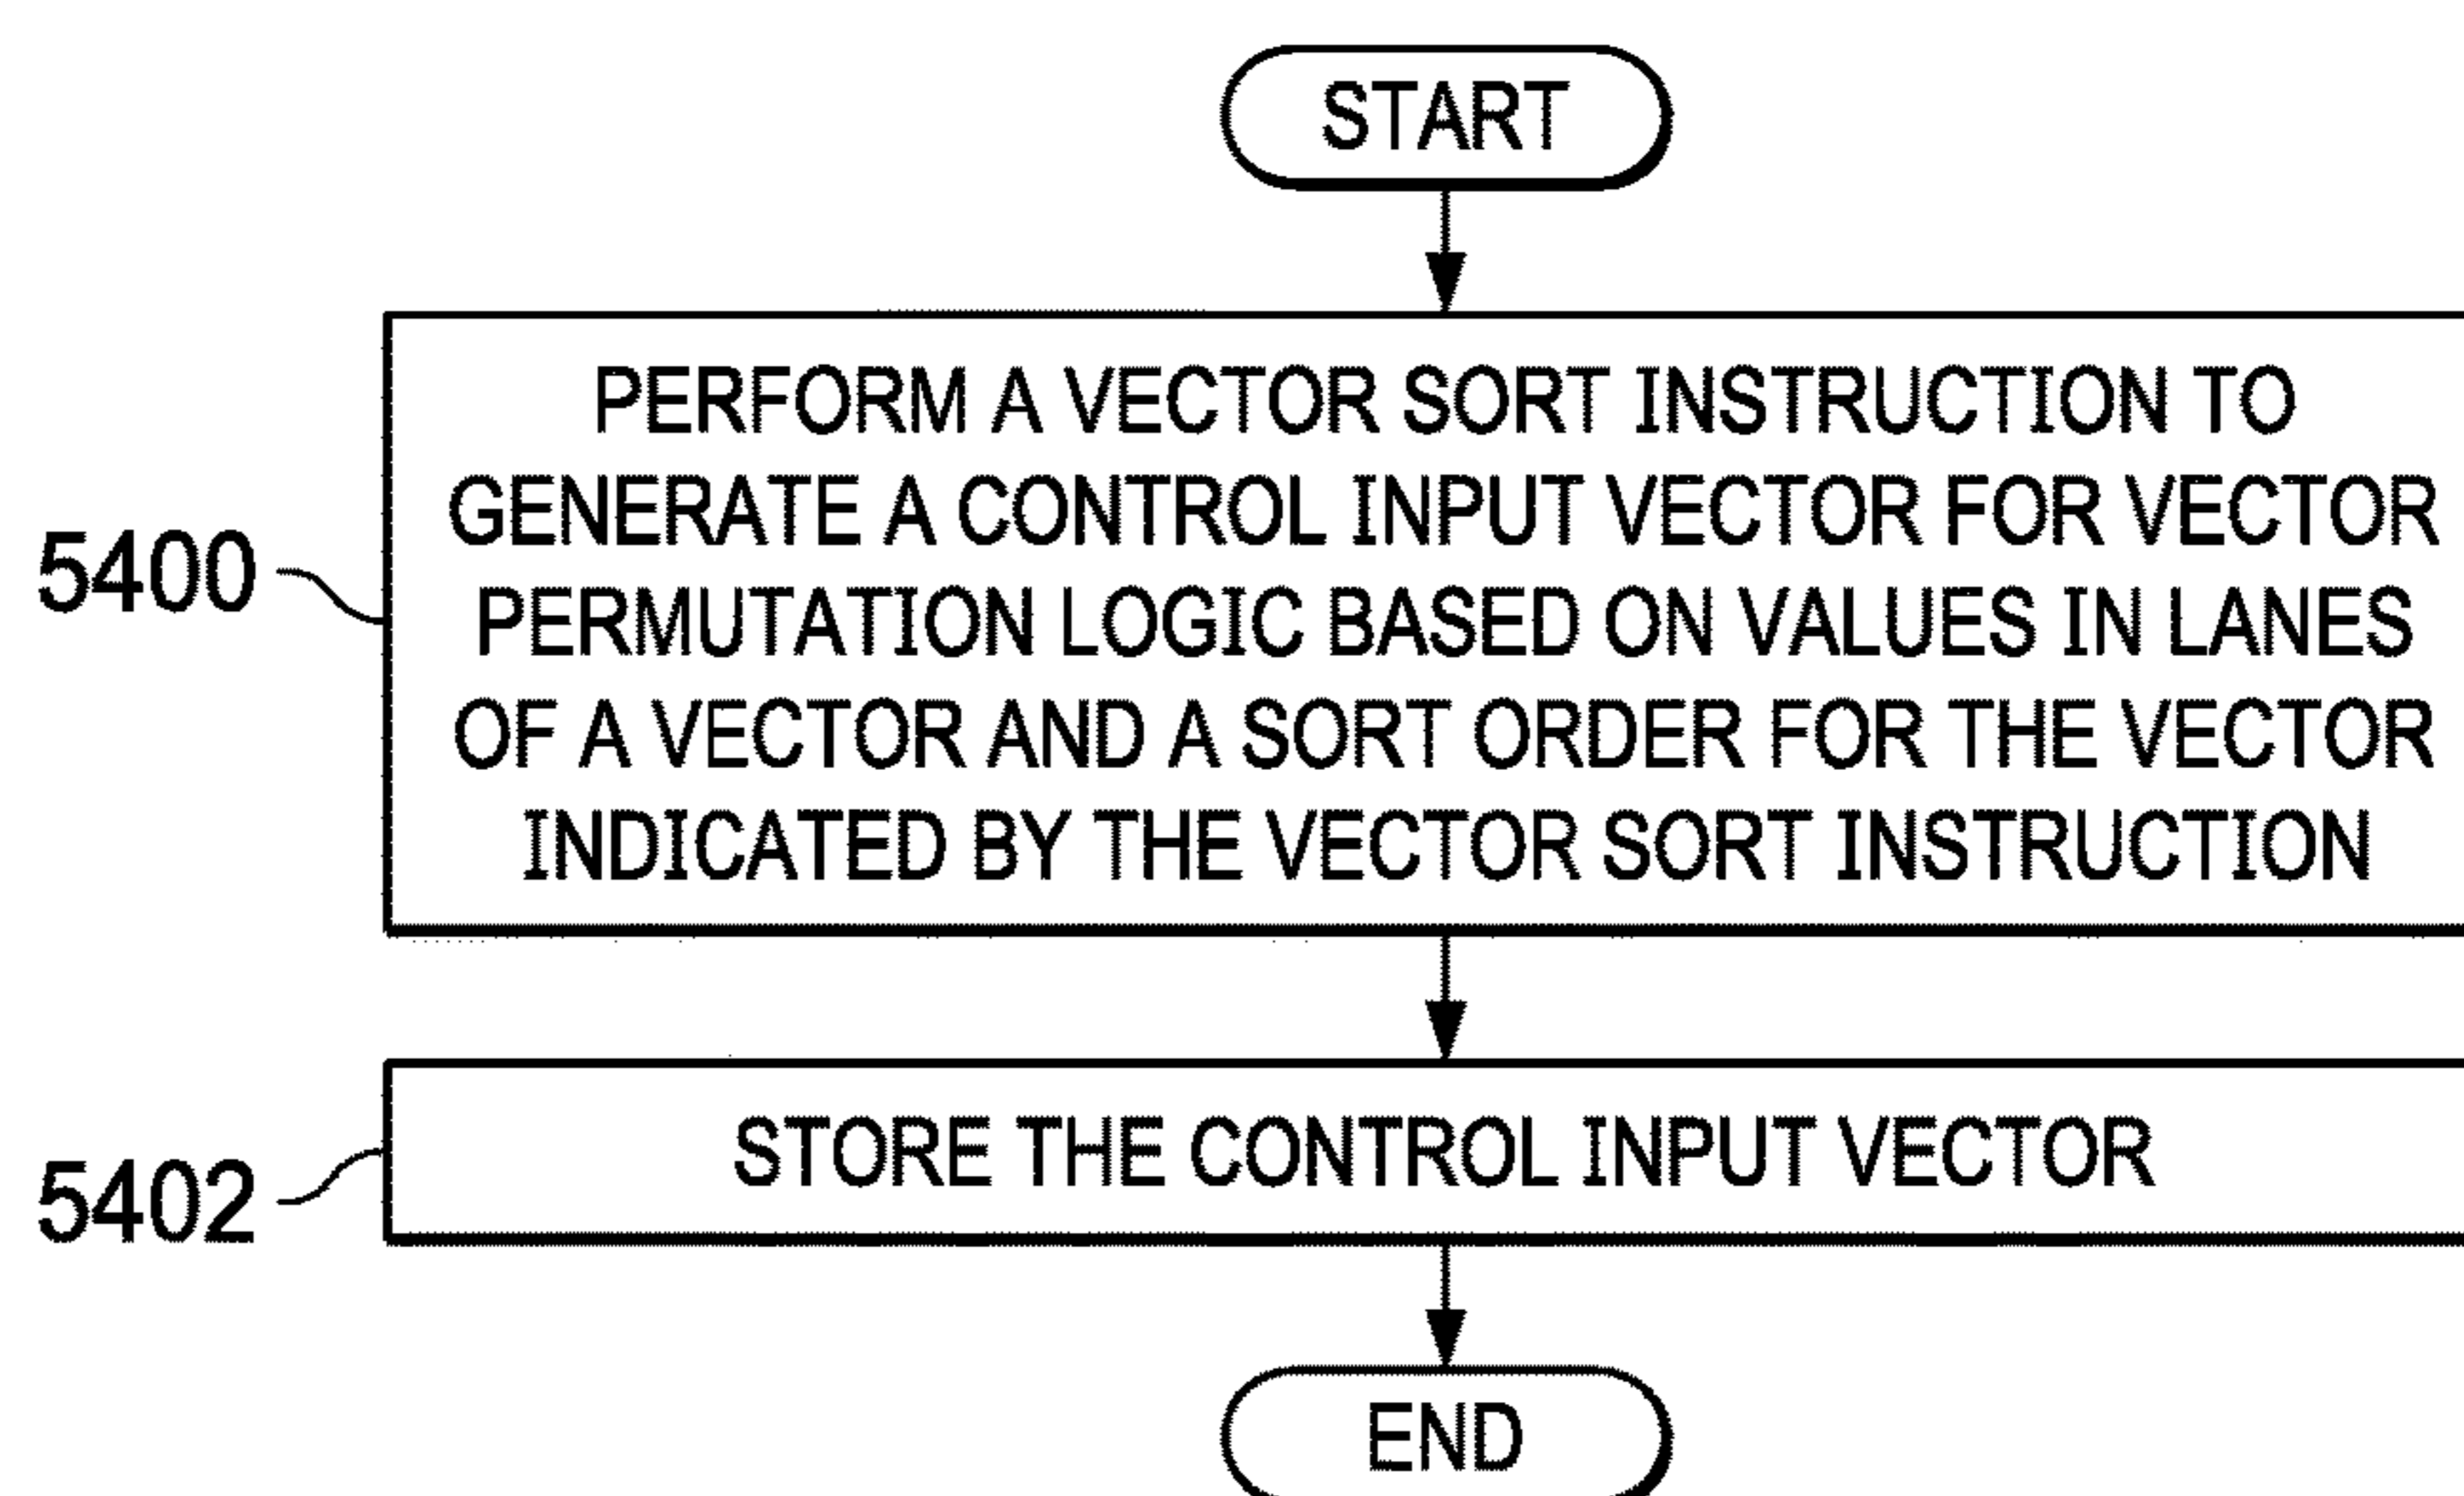 START
PERFORM A VECTOR SORT INSTRUCTION TO
GENERATE A CONTROL INPUT VECTOR FOR VECTOR
5400
PERMUTATION LOGIC BASED ON VALUES IN LANES
OF A VECTOR AND A SORT ORDER FOR THE VECTOR
INDICATED BY THE VECTOR SORT INSTRUCTION
STORE THE CONTROL INPUT VECTOR
5402
END